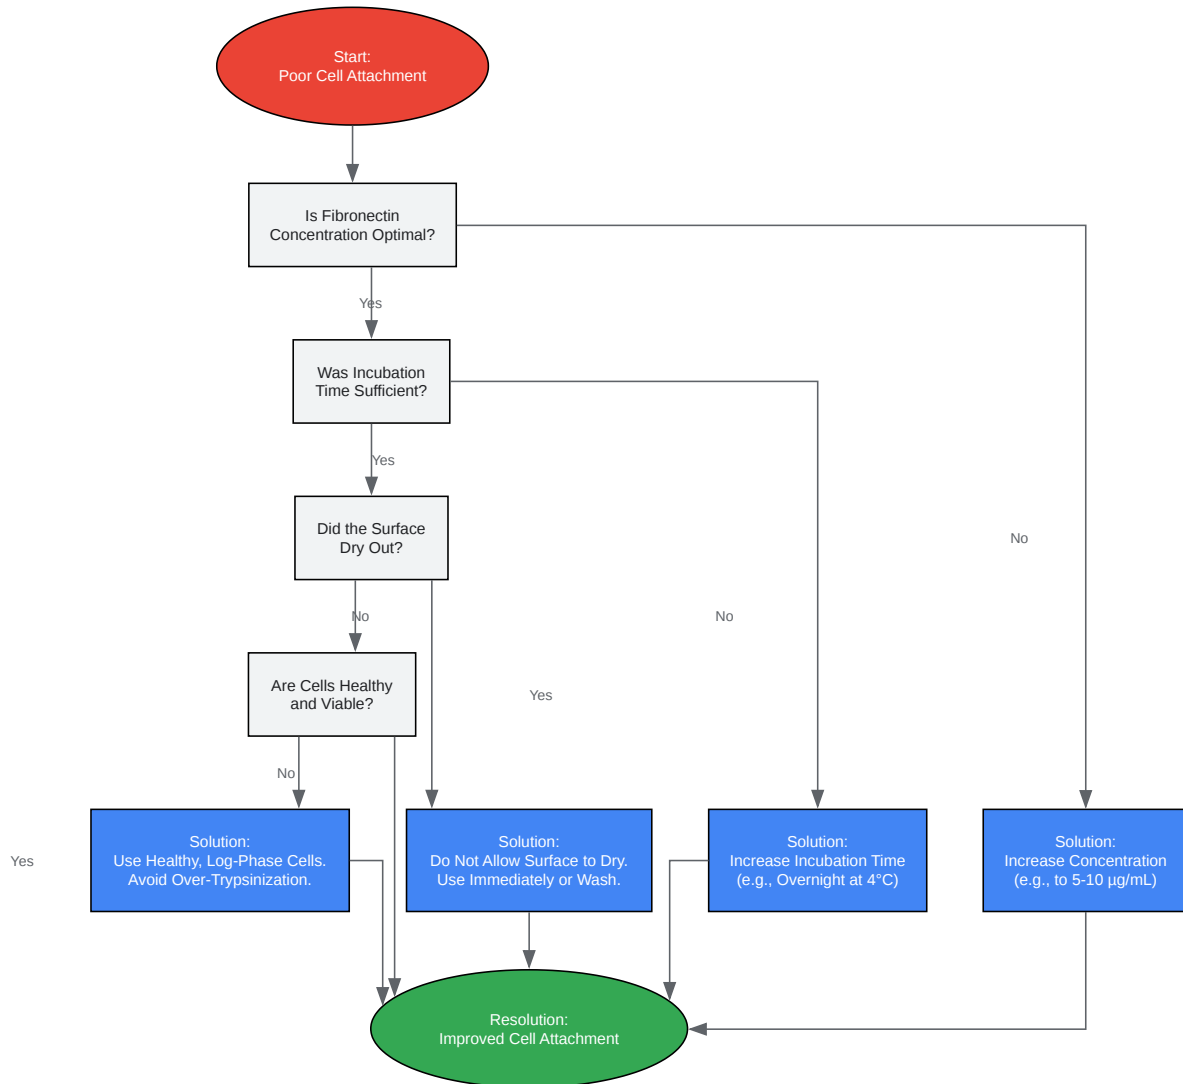 Start:
Poor Cell Attachment
Is Fibronectin
Concentration Optimal?
Yes
Was Incubation
Time Sufficient?
Yes
Did the Surface
Dry Out?
No
No
No
Are Cells Healthy
and Viable?
Yes
No
Solution:
Use Healthy, Log-Phase Cells.
Avoid Over-Trypsinization.
Solution:
Do Not Allow Surface to Dry.
Use Immediately or Wash.
Solution:
Increase Incubation Time
(e.g., Overnight at 4°C)
Solution:
Increase Concentration
(e.g., to 5-10 µg/mL)
Yes
Resolution:
Improved Cell Attachment